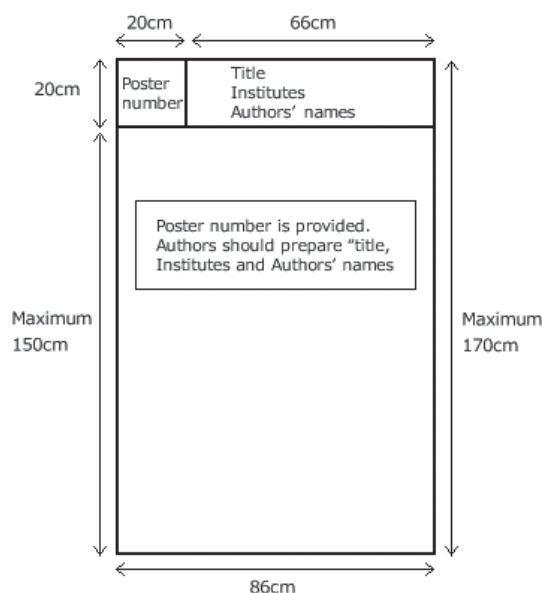 20cm
66cm
20cm
Poster
number
Title
Institutes
Authors’ names
Poster number is provided.
Authors should prepare “title,
Institutes and Authors’ names
Maximum
150cm
Maximum
170cm
86cm